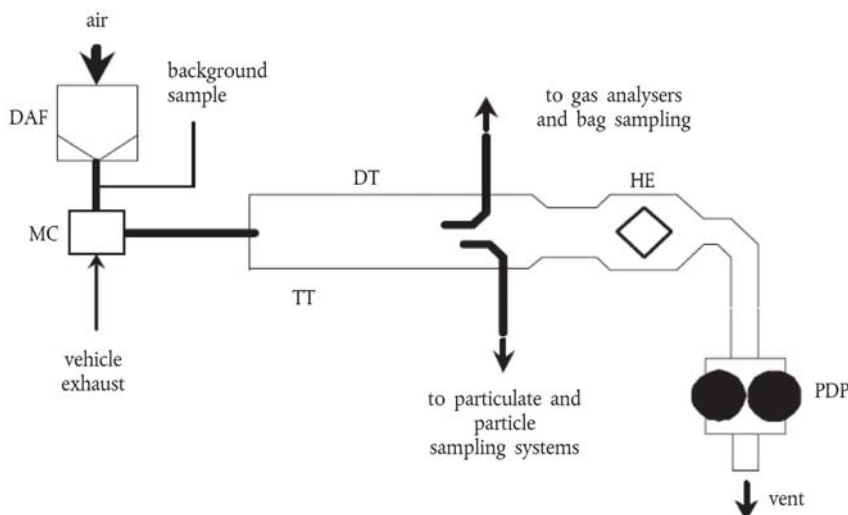 air
background
sample
DAF
to gas analysers
and bag sampling
DT
HE
MC
TT
vehicle
exhaust
to particulate and
particle
sampling systems
PDP
vent